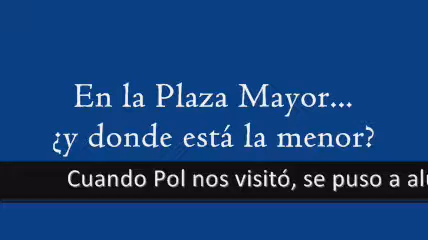 En la Plaza Mayor...
¿y donde está la menor?
Cuando Pol nos visitó, se puso a